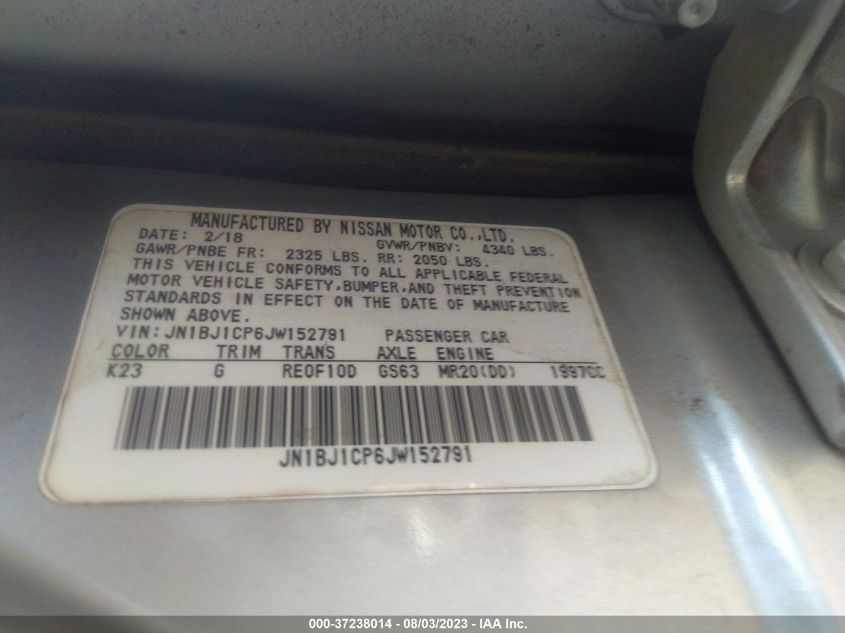 MANUFACTURED BY NISSAN MOTOR CO.,LTD.
DATE: 2/18 GVWR/PNBV: 4340 LBS.
GAWR/PNBE FR: 2325 LBS. RR: 2050 LBS.
THIS VEHICLE CONFORMS TO ALL APPLICABLE FEDERAL
MOTOR VEHICLE SAFETY,BUMPER,AND THEFT PREVENTION
STANDARDS IN EFFECT ON THE DATE OF MANUFACTURE
SHOWN ABOVE.
VIN: JN1BJ1CP6JW152791 PASSENGER CAR
COLOR TRIM TRANS AXLE ENGINE
K23 G RE0F10D GS63 MR20(DD) 1997CC
JN1BJ1CP6JW152791
000-37238014 - 08/03/2023 - IAA Inc.